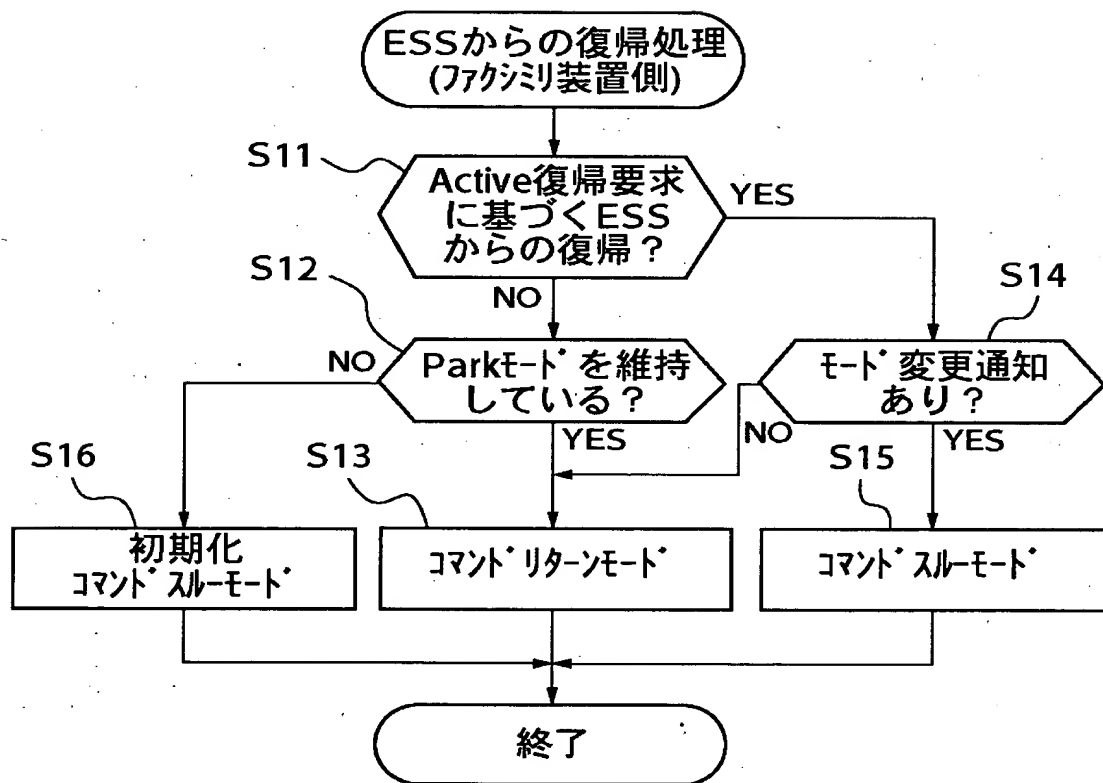 ESSからの復帰処理
(ファクシミリ装置側)
S11
Active復帰要求
に基づくESS
からの復帰？
YES
NO
S12
Parkモード を維持
している？
NO
YES
S14
モード変更通知
あり？
NO
YES
S16
初期化
コマンドスルーモード
S13
コマンドリターンモード
S15
コマンドスルーモード
終了